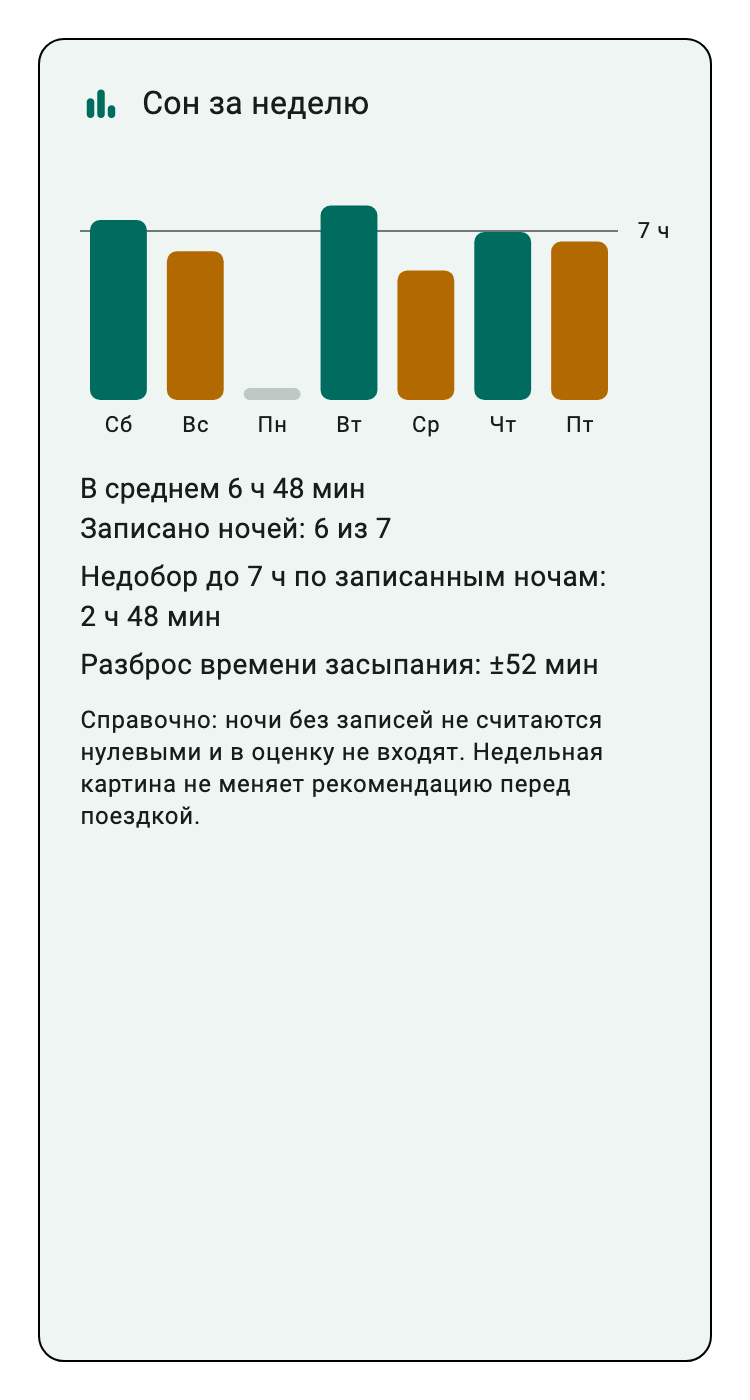 Сон за неделю
7 ч
Сб Вс Пн Вт Ср Чт Пт
В среднем 6 ч 48 мин
Записано ночей: 6 из 7
Недобор до 7 ч по записанным ночам:
2 ч 48 мин
Разброс времени засыпания: ±52 мин
Справочно: ночи без записей не считаются
нулевыми и в оценку не входят. Недельная
картина не меняет рекомендацию перед
поездкой.